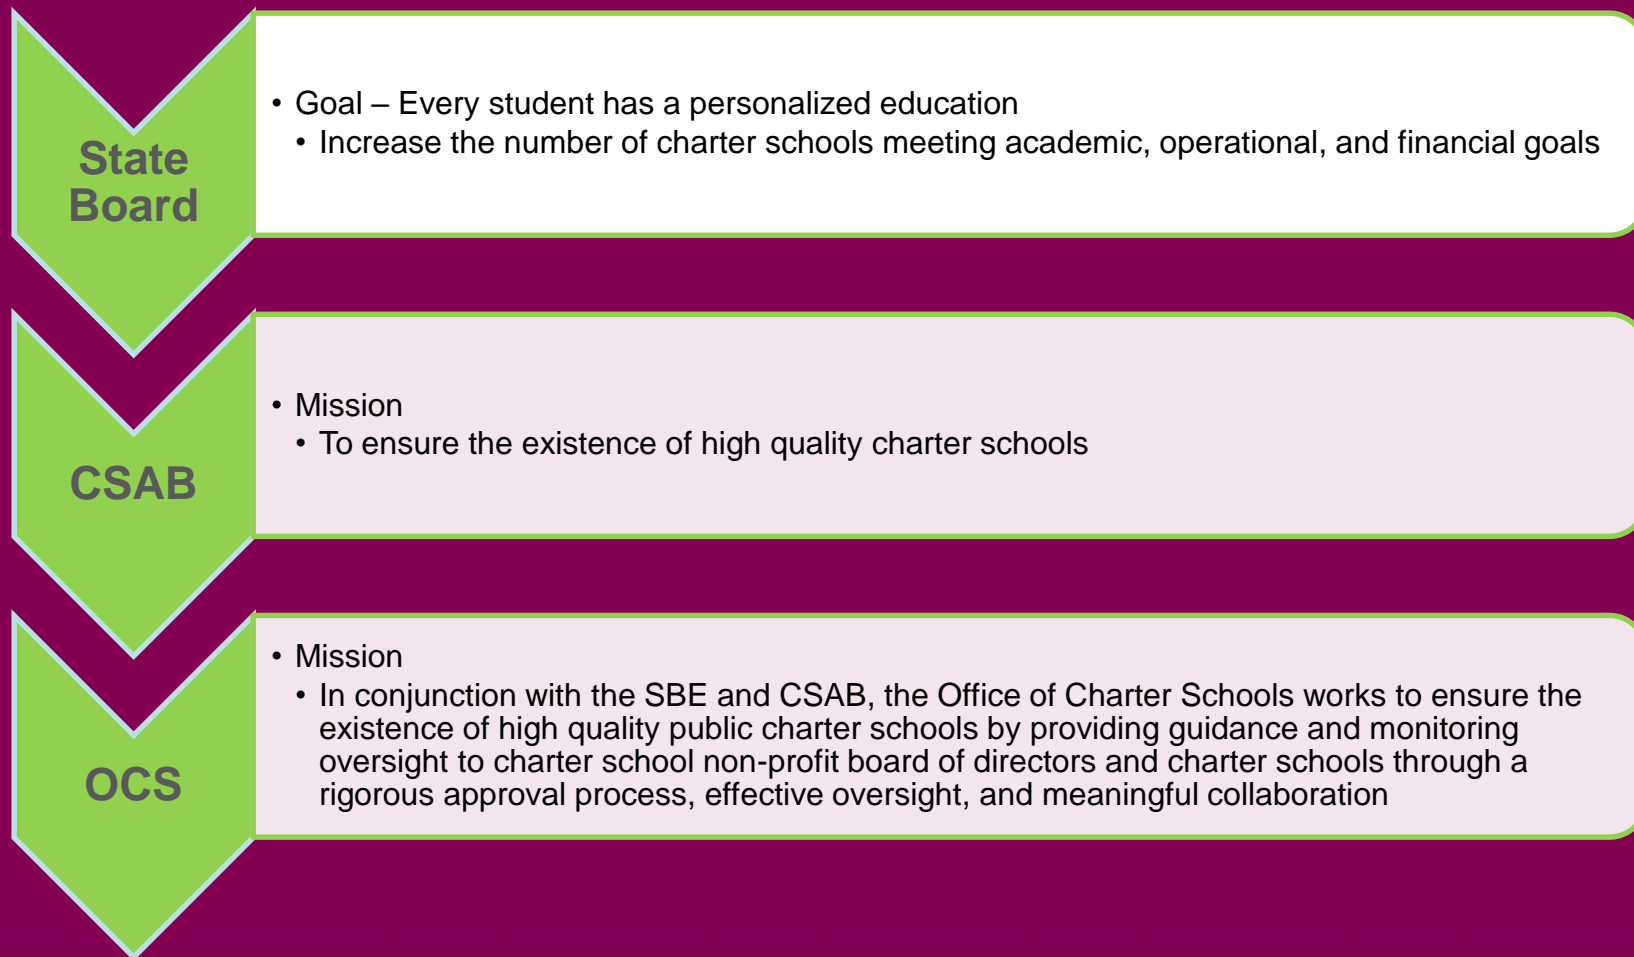 State
Board
• Goal – Every student has a personalized education
• Increase the number of charter schools meeting academic, operational, and financial goals
CSAB
• Mission
• To ensure the existence of high quality charter schools
OCS
• Mission
• In conjunction with the SBE and CSAB, the Office of Charter Schools works to ensure the
existence of high quality public charter schools by providing guidance and monitoring
oversight to charter school non-profit board of directors and charter schools through a
rigorous approval process, effective oversight, and meaningful collaboration